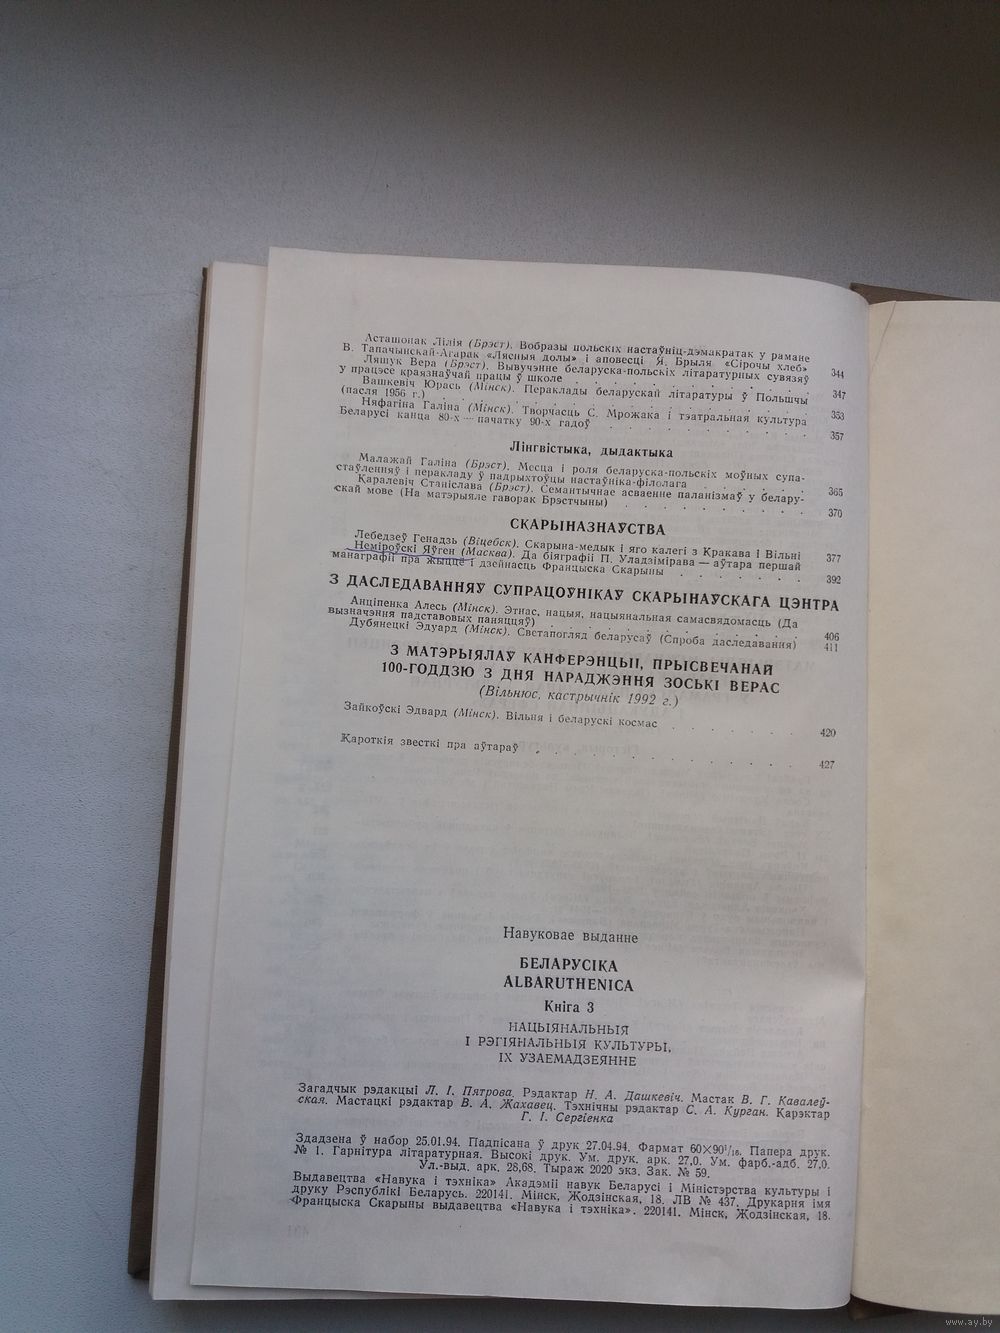 Асташонак Лілія (Брэст). Вобразы польскіх настаўніц-дэмакратак у рамане
В. Тапачынскай-Агарак «Лясныя долы» і аповесці Я. Брыля «Сірочы хлеб» 344
Ляшук Вера (Брэст). Вывучэнне беларуска-польскіх літаратурных сувязяў
у працэсе краязнаўчай працы ў школе . . . . . . . . . . . 347
Вашкевіч Юрась (Мінск). Пераклады беларускай літаратуры ў Польшчы
(пасля 1956 г.) . . . . . . . . . . . . . . . . 353
Няфагіна Галіна (Мінск). Творчасць С. Мрожака і тэатральная культура
Беларусі канца 80-х — пачатку 90-х гадоў . . . . . . . . . . 357
Лінгвістыка, дыдактыка
Малажай Галіна (Брэст). Месца і роля беларуска-польскіх моўных супа-
стаўленняў і перакладу ў падрыхтоўцы настаўніка-філолага . . . . . . 365
Каралевіч Станіслава (Брэст). Семантычнае асваенне паланізмаў у белару-
скай мове (На матэрыяле гаворак Брэстчыны) . . . . . . . . . 370
СКАРЫНАЗНАУСТВА
Лебедзеў Генадзь (Віцебск). Скарына-медык і яго калегі з Кракава і Вільні 377
Неміроўскі Яўген (Масква). Да біяграфіі П. Уладзімірава — аўтара першай
манаграфіі пра жыццё і дзейнасць Францыска Скарыны . . . . . . . 392
З ДАСЛЕДАВАННЯУ СУПРАЦОУНІКАУ СКАРЫНАУСКАГА ЦЭНТРА
Анціпенка Алесь (Мінск). Этнас, нацыя, нацыянальная самасвядомасць (Да
вызначэння падставовых паняццяў) . . . . . . . . . . . 406
Дубянецкі Эдуард (Мінск). Светапогляд беларусаў (Спроба даследавання) 411
З МАТЭРЫЯЛАУ КАНФЕРЭНЦЫІ, ПРЫСВЕЧАНАЙ
100-ГОДДЗЮ З ДНЯ НАРАДЖЭННЯ ЗОСЬКІ ВЕРАС
(Вільнюс, кастрычнік 1992 г.)
Зайкоўскі Эдвард (Мінск). Вільня і беларускі космас . . . . . . . 420
Кароткія звесткі пра аўтараў . . . . . . . . . . . . . 427
Навуковае выданне
БЕЛАРУСІКА
ALBARUTHENICA
Кніга 3
НАЦЫЯНАЛЬНЫЯ
І РЭГІЯНАЛЬНЫЯ КУЛЬТУРЫ,
ІХ УЗАЕМАДЗЕЯННЕ
Загадчык рэдакцыі Л. І. Пятрова. Рэдактар Н. А. Дашкевіч. Мастак В. Г. Кавалеў-
ская. Мастацкі рэдактар В. А. Жахавец. Тэхнічны рэдактар С. А. Курган. Карэктар
Г. І. Сергіенка
Здадзена ў набор 25.01.94. Падпісана ў друк 27.04.94. Фармат 60×90¹/₁₆. Папера друк.
№ 1. Гарнітура літаратурная. Высокі друк. Ум. друк. арк. 27,0. Ум. фарб.-адб. 27,0.
Ул.-выд. арк. 28,68. Тыраж 2020 экз. Зак. № 59.
Выдавецтва «Навука і тэхніка» Акадэміі навук Беларусі і Міністэрства культуры і
друку Рэспублікі Беларусь. 220141. Мінск, Жодзінская, 18. ЛВ № 437. Друкарня імя
Францыска Скарыны выдавецтва «Навука і тэхніка». 220141. Мінск, Жодзінская, 18.
www.ay.by